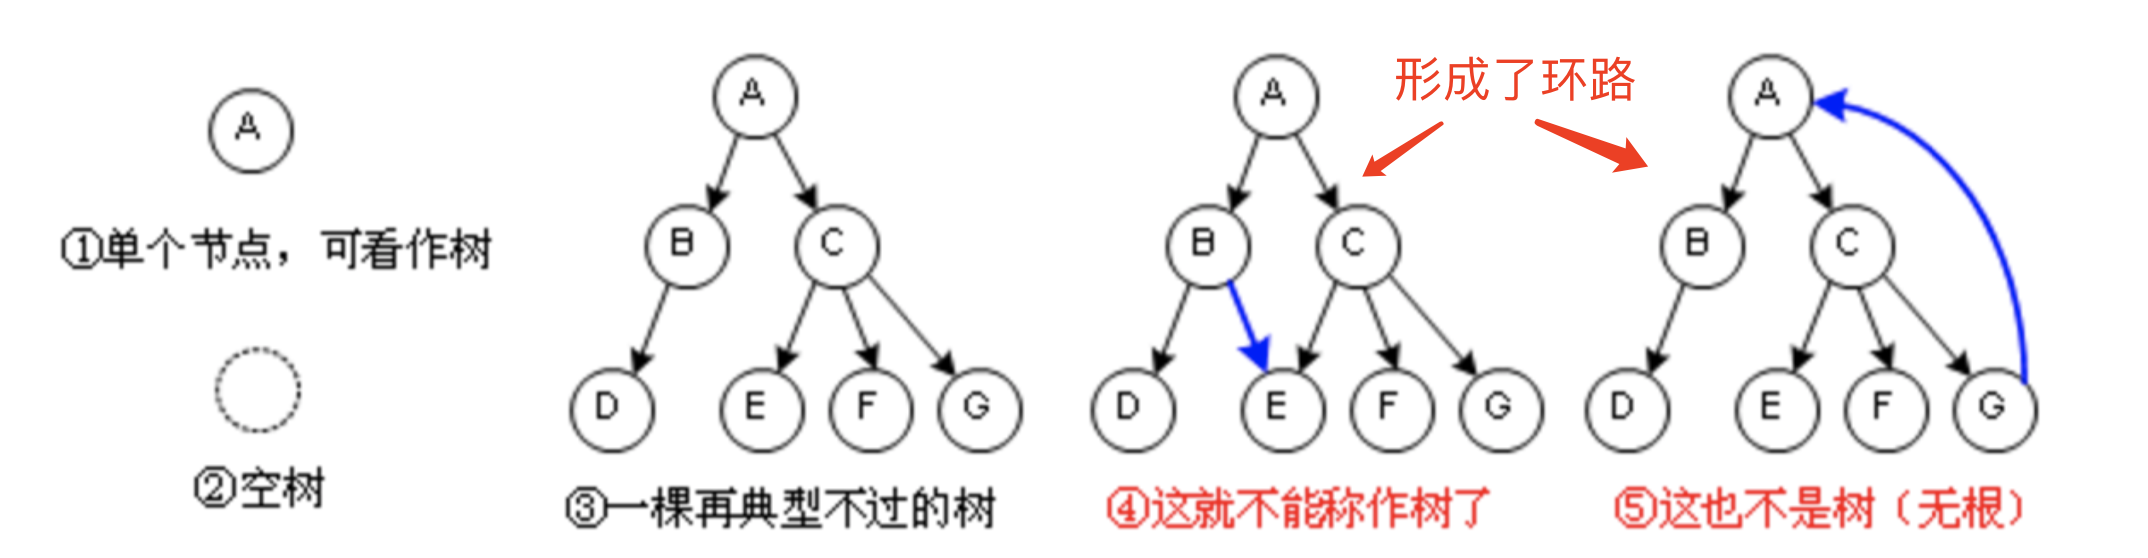 A
①单个节点，可看作树
②空树
A
B
C
D
E
F
G
③一棵再典型不过的树
形成了环路
A
B
C
D
E
F
G
④这就不能称作树了
A
B
C
D
E
F
G
⑤这也不是树（无根）